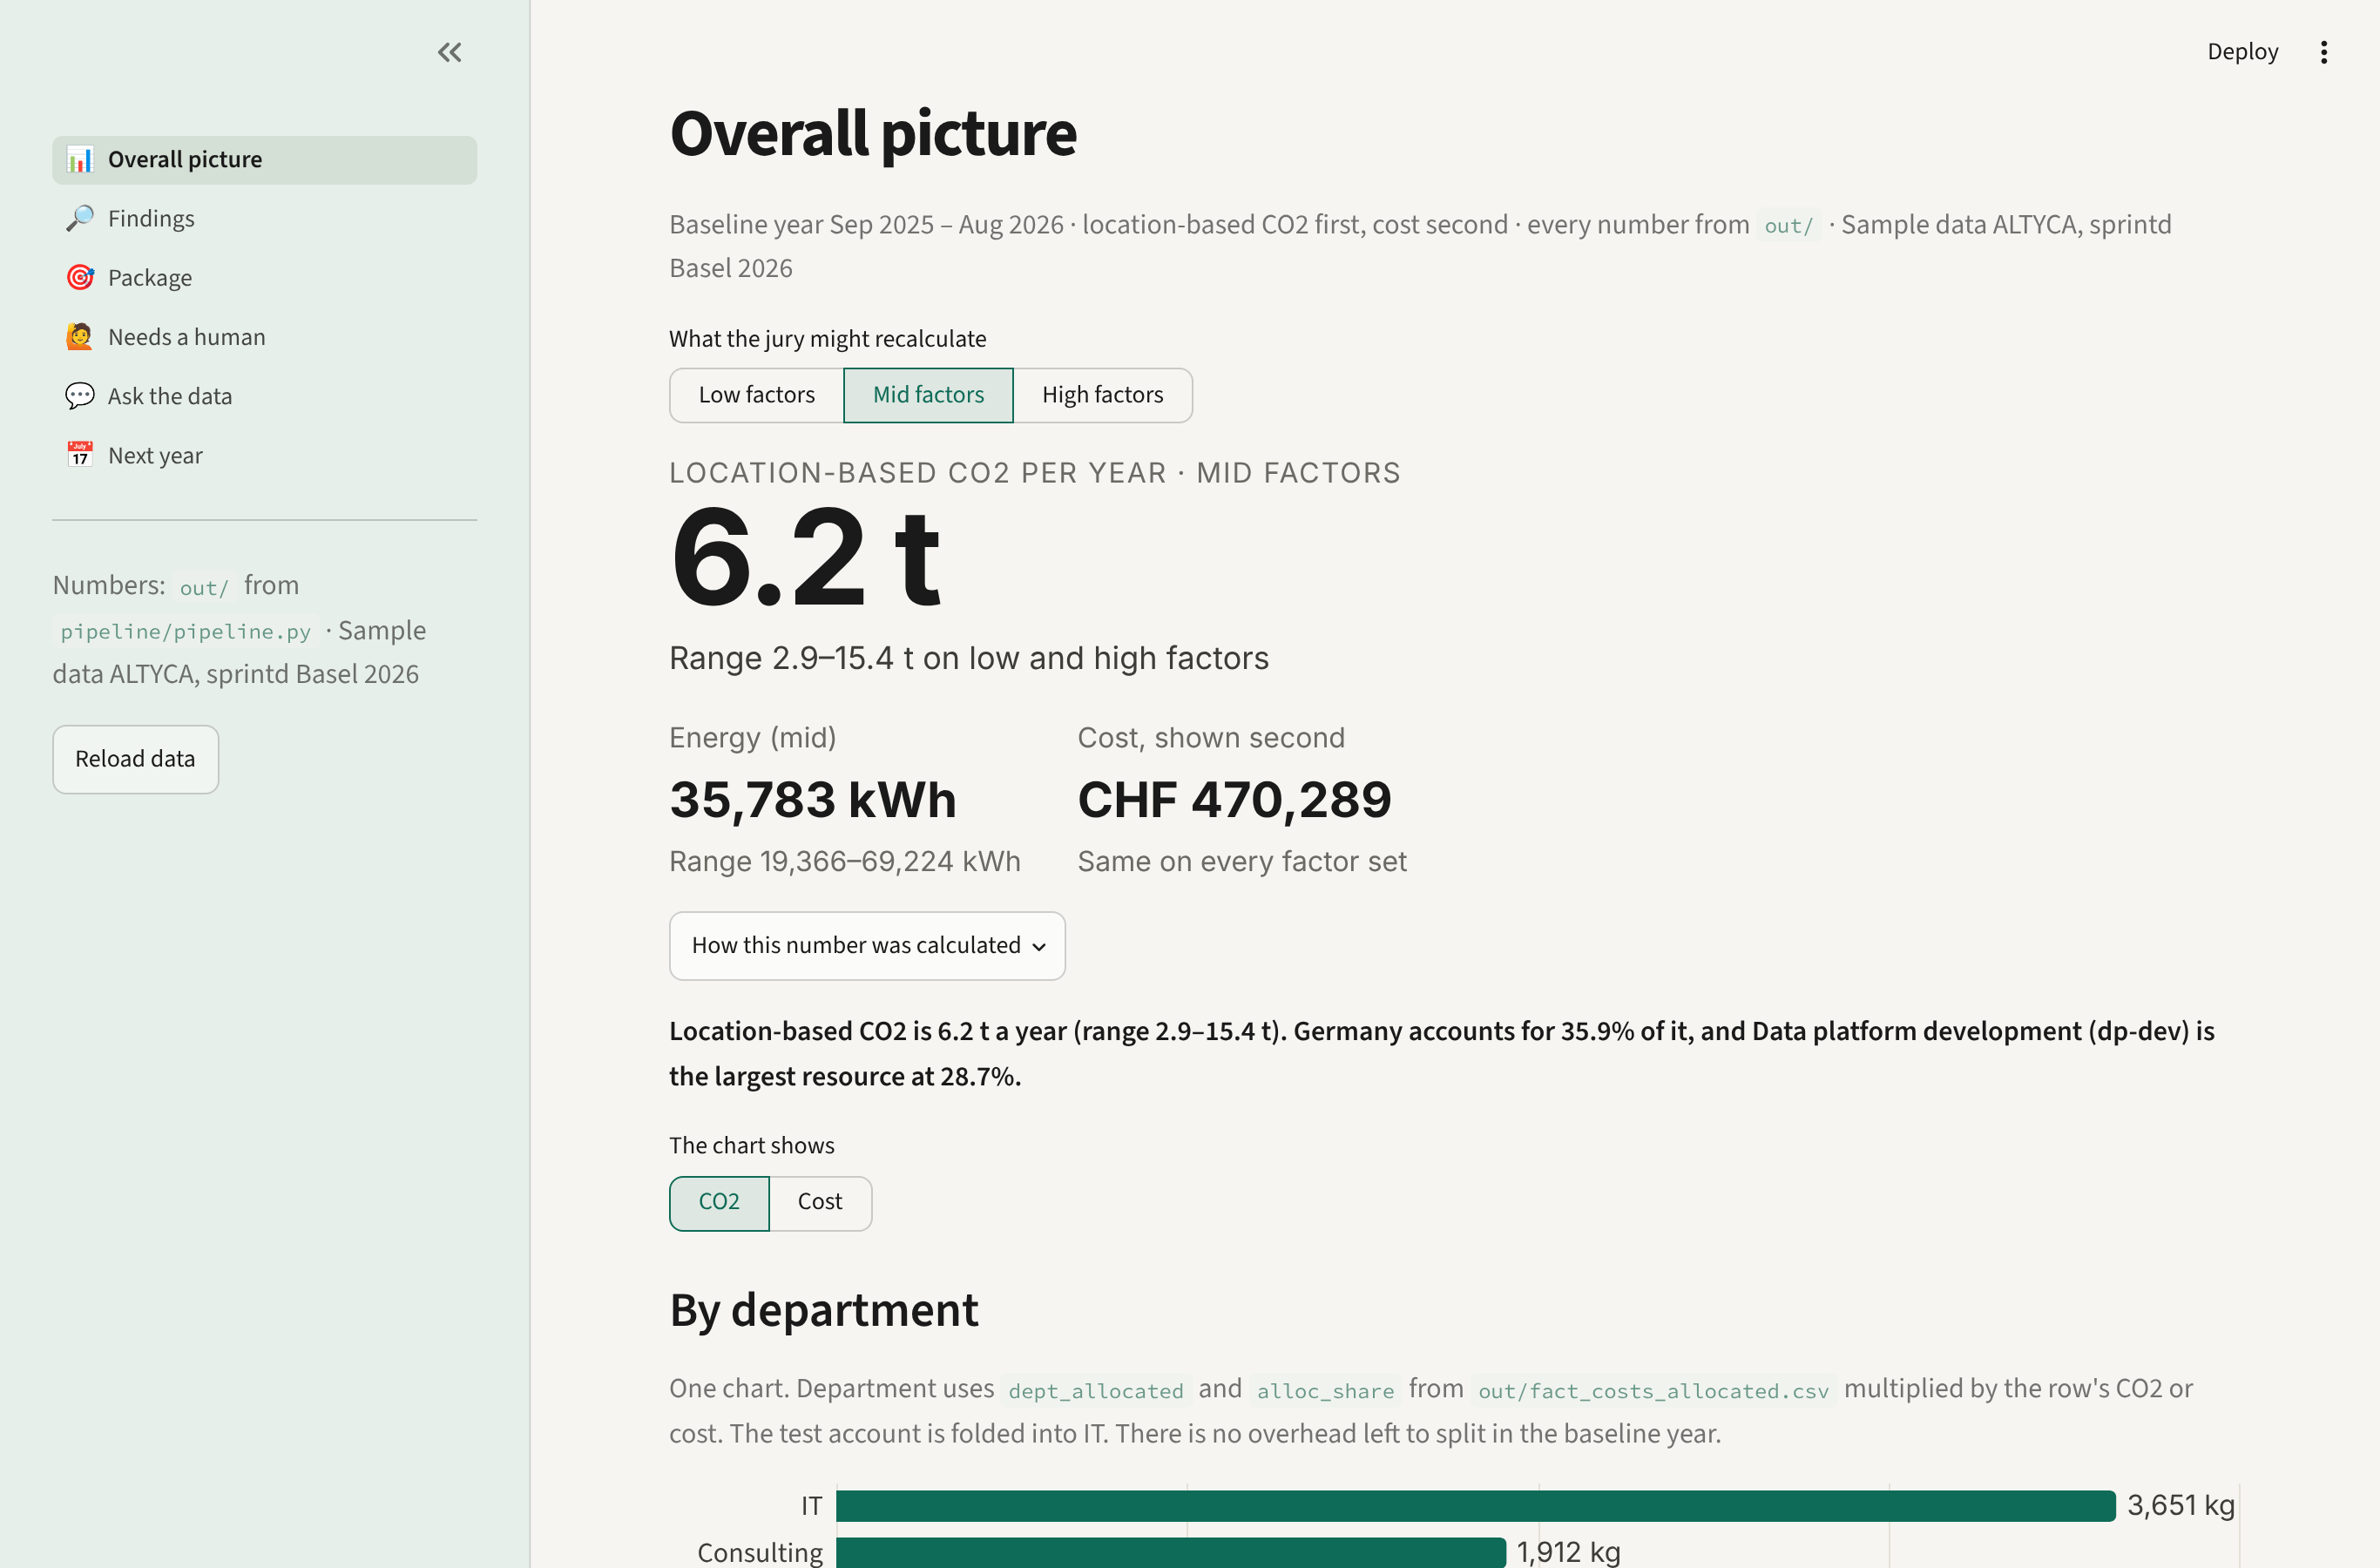 Deploy
Overall picture
Findings
Package
Needs a human
Ask the data
Next year
Numbers: out/ from
pipeline/pipeline.py · Sample
data ALTYCA, sprintd Basel 2026
Reload data
Overall picture
Baseline year Sep 2025 – Aug 2026 · location-based CO2 first, cost second · every number from out/ · Sample data ALTYCA, sprintd
Basel 2026
What the jury might recalculate
Low factors Mid factors High factors
LOCATION-BASED CO2 PER YEAR · MID FACTORS
6.2 t
Range 2.9–15.4 t on low and high factors
Energy (mid) Cost, shown second
35,783 kWh CHF 470,289
Range 19,366–69,224 kWh Same on every factor set
How this number was calculated
Location-based CO2 is 6.2 t a year (range 2.9–15.4 t). Germany accounts for 35.9% of it, and Data platform development (dp-dev) is
the largest resource at 28.7%.
The chart shows
CO2 Cost
By department
One chart. Department uses dept_allocated and alloc_share from out/fact_costs_allocated.csv multiplied by the row's CO2 or
cost. The test account is folded into IT. There is no overhead left to split in the baseline year.
IT 3,651 kg
Consulting 1,912 kg